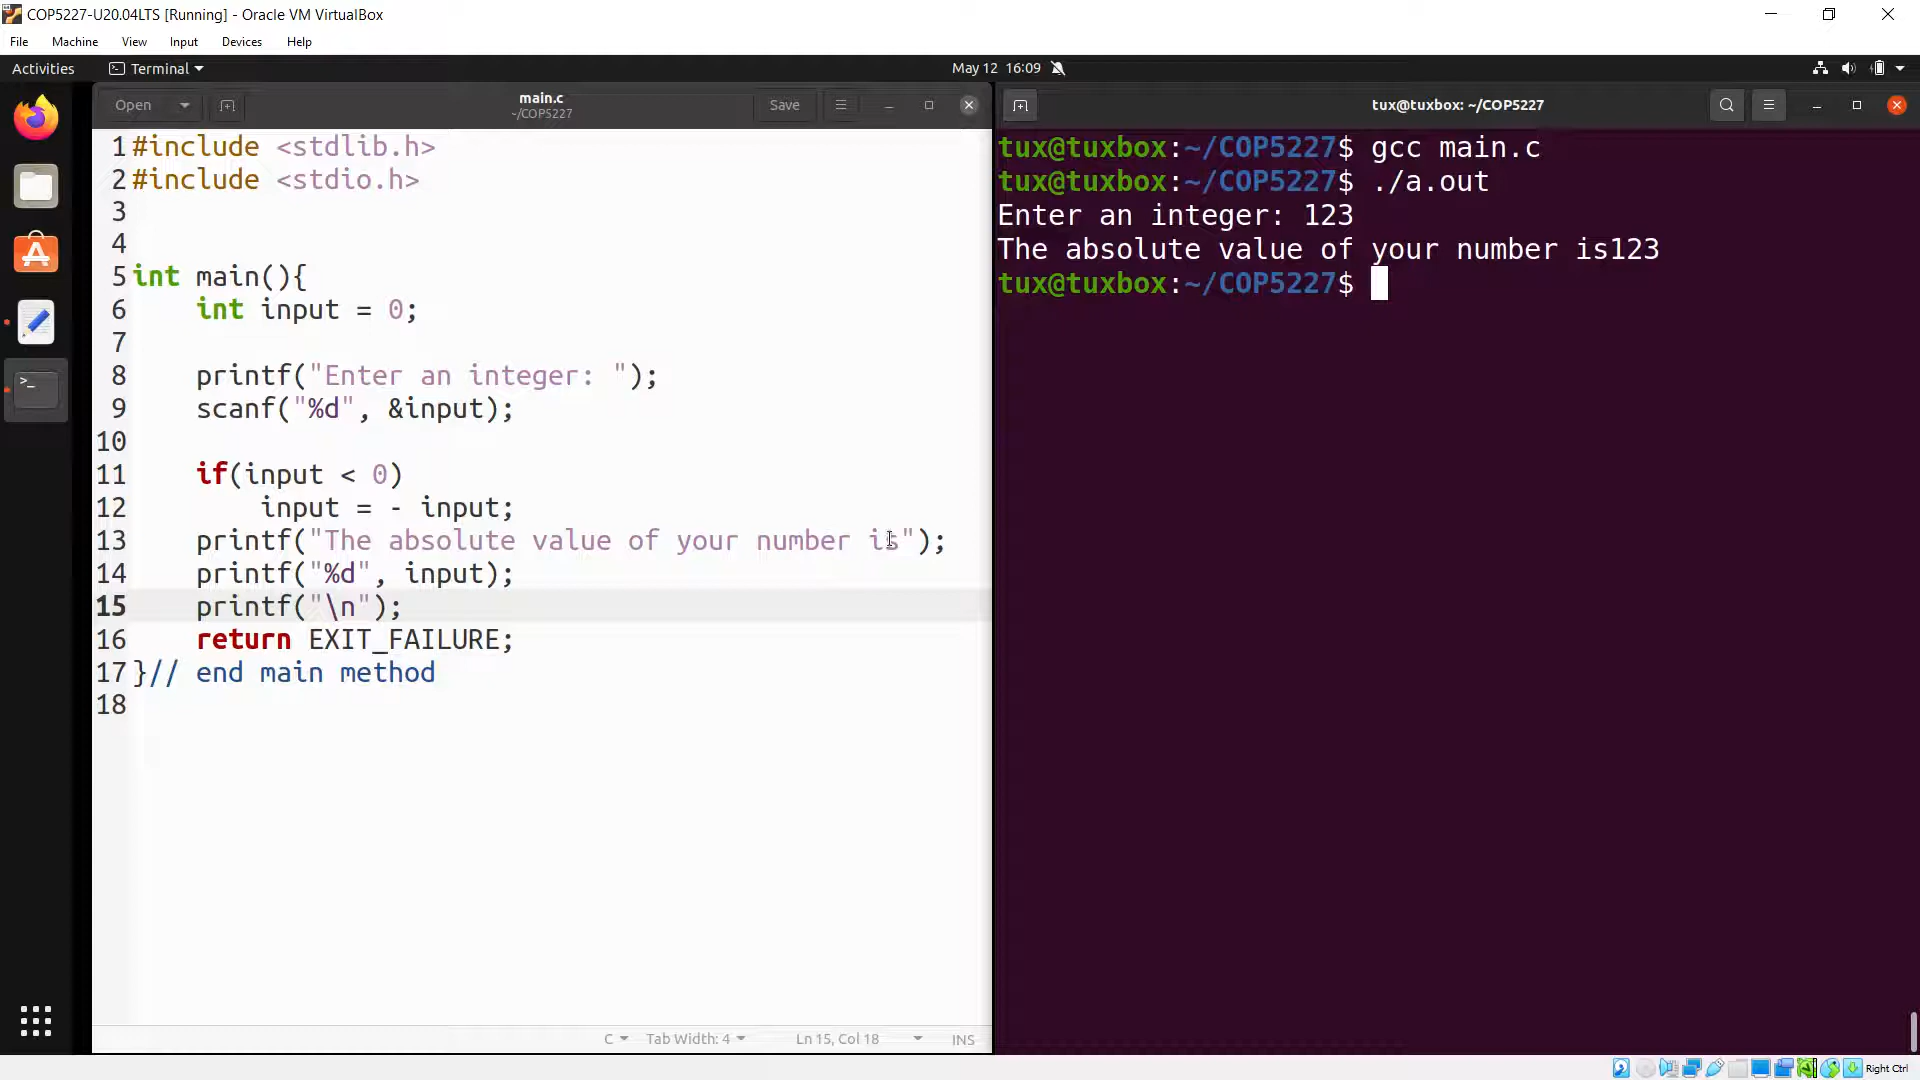 COP5227-U20.04LTS [Running] - Oracle VM VirtualBox
File Machine View Input Devices Help
Activities Terminal May 12 16:09
Open main.c Save
~/COP5227
tux@tuxbox: ~/COP5227
1 #include <stdlib.h>
2 #include <stdio.h>
3
4
5 int main(){
6     int input = 0;
7
8     printf("Enter an integer: ");
9     scanf("%d", &input);
10
11     if(input < 0)
12         input = - input;
13     printf("The absolute value of your number is");
14     printf("%d", input);
15     printf("\n");
16     return EXIT_FAILURE;
17 }// end main method
18
C Tab Width: 4 Ln 15, Col 18 INS
tux@tuxbox:~/COP5227$ gcc main.c
tux@tuxbox:~/COP5227$ ./a.out
Enter an integer: 123
The absolute value of your number is123
tux@tuxbox:~/COP5227$
Right Ctrl